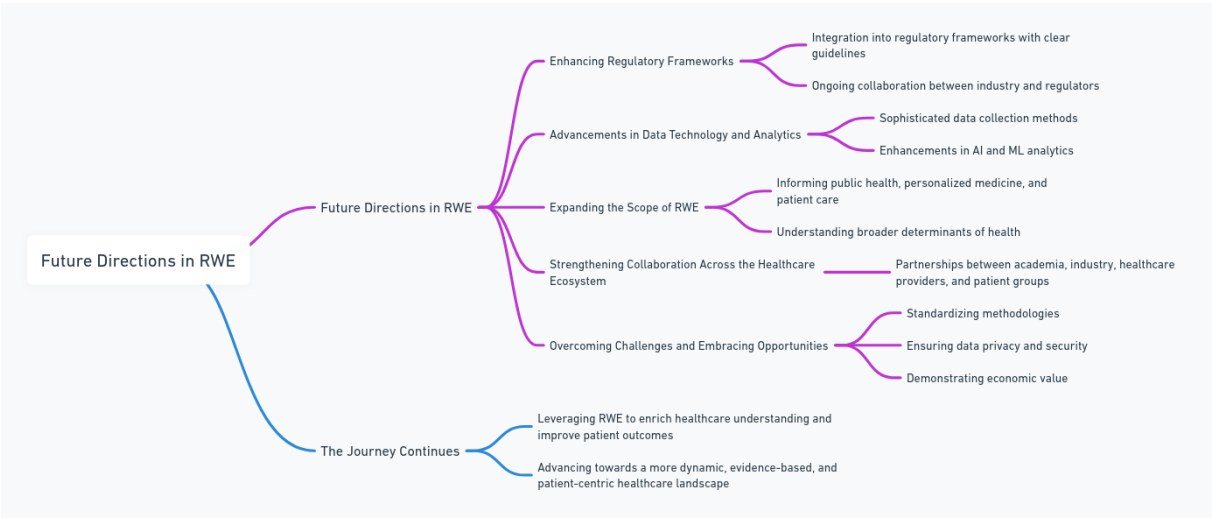 Future Directions in RWE
Future Directions in RWE
Enhancing Regulatory Frameworks
Integration into regulatory frameworks with clear
guidelines
Ongoing collaboration between industry and regulators
Advancements in Data Technology and Analytics
Sophisticated data collection methods
Enhancements in AI and ML analytics
Expanding the Scope of RWE
Informing public health, personalized medicine, and
patient care
Understanding broader determinants of health
Strengthening Collaboration Across the Healthcare
Ecosystem
Partnerships between academia, industry, healthcare
providers, and patient groups
Overcoming Challenges and Embracing Opportunities
Standardizing methodologies
Ensuring data privacy and security
Demonstrating economic value
The Journey Continues
Leveraging RWE to enrich healthcare understanding and
improve patient outcomes
Advancing towards a more dynamic, evidence-based, and
patient-centric healthcare landscape